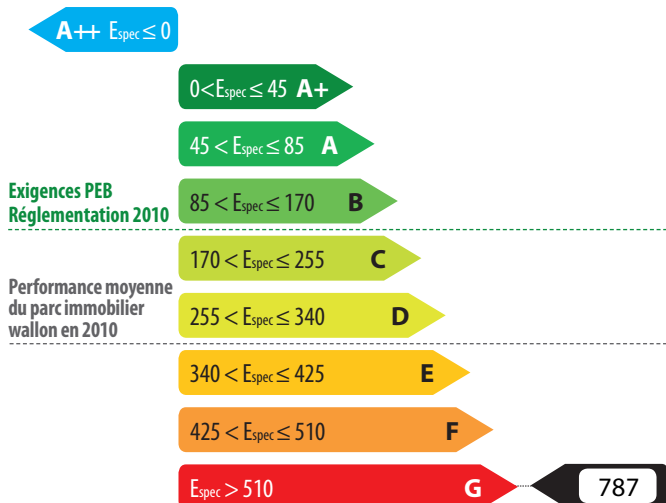 A++ Espec ≤ 0
0 < Espec ≤ 45 A+
45 < Espec ≤ 85 A
Exigences PEB
Réglementation 2010
85 < Espec ≤ 170 B
170 < Espec ≤ 255 C
Performance moyenne
du parc immobilier
wallon en 2010
255 < Espec ≤ 340 D
340 < Espec ≤ 425 E
425 < Espec ≤ 510 F
Espec > 510 G
787